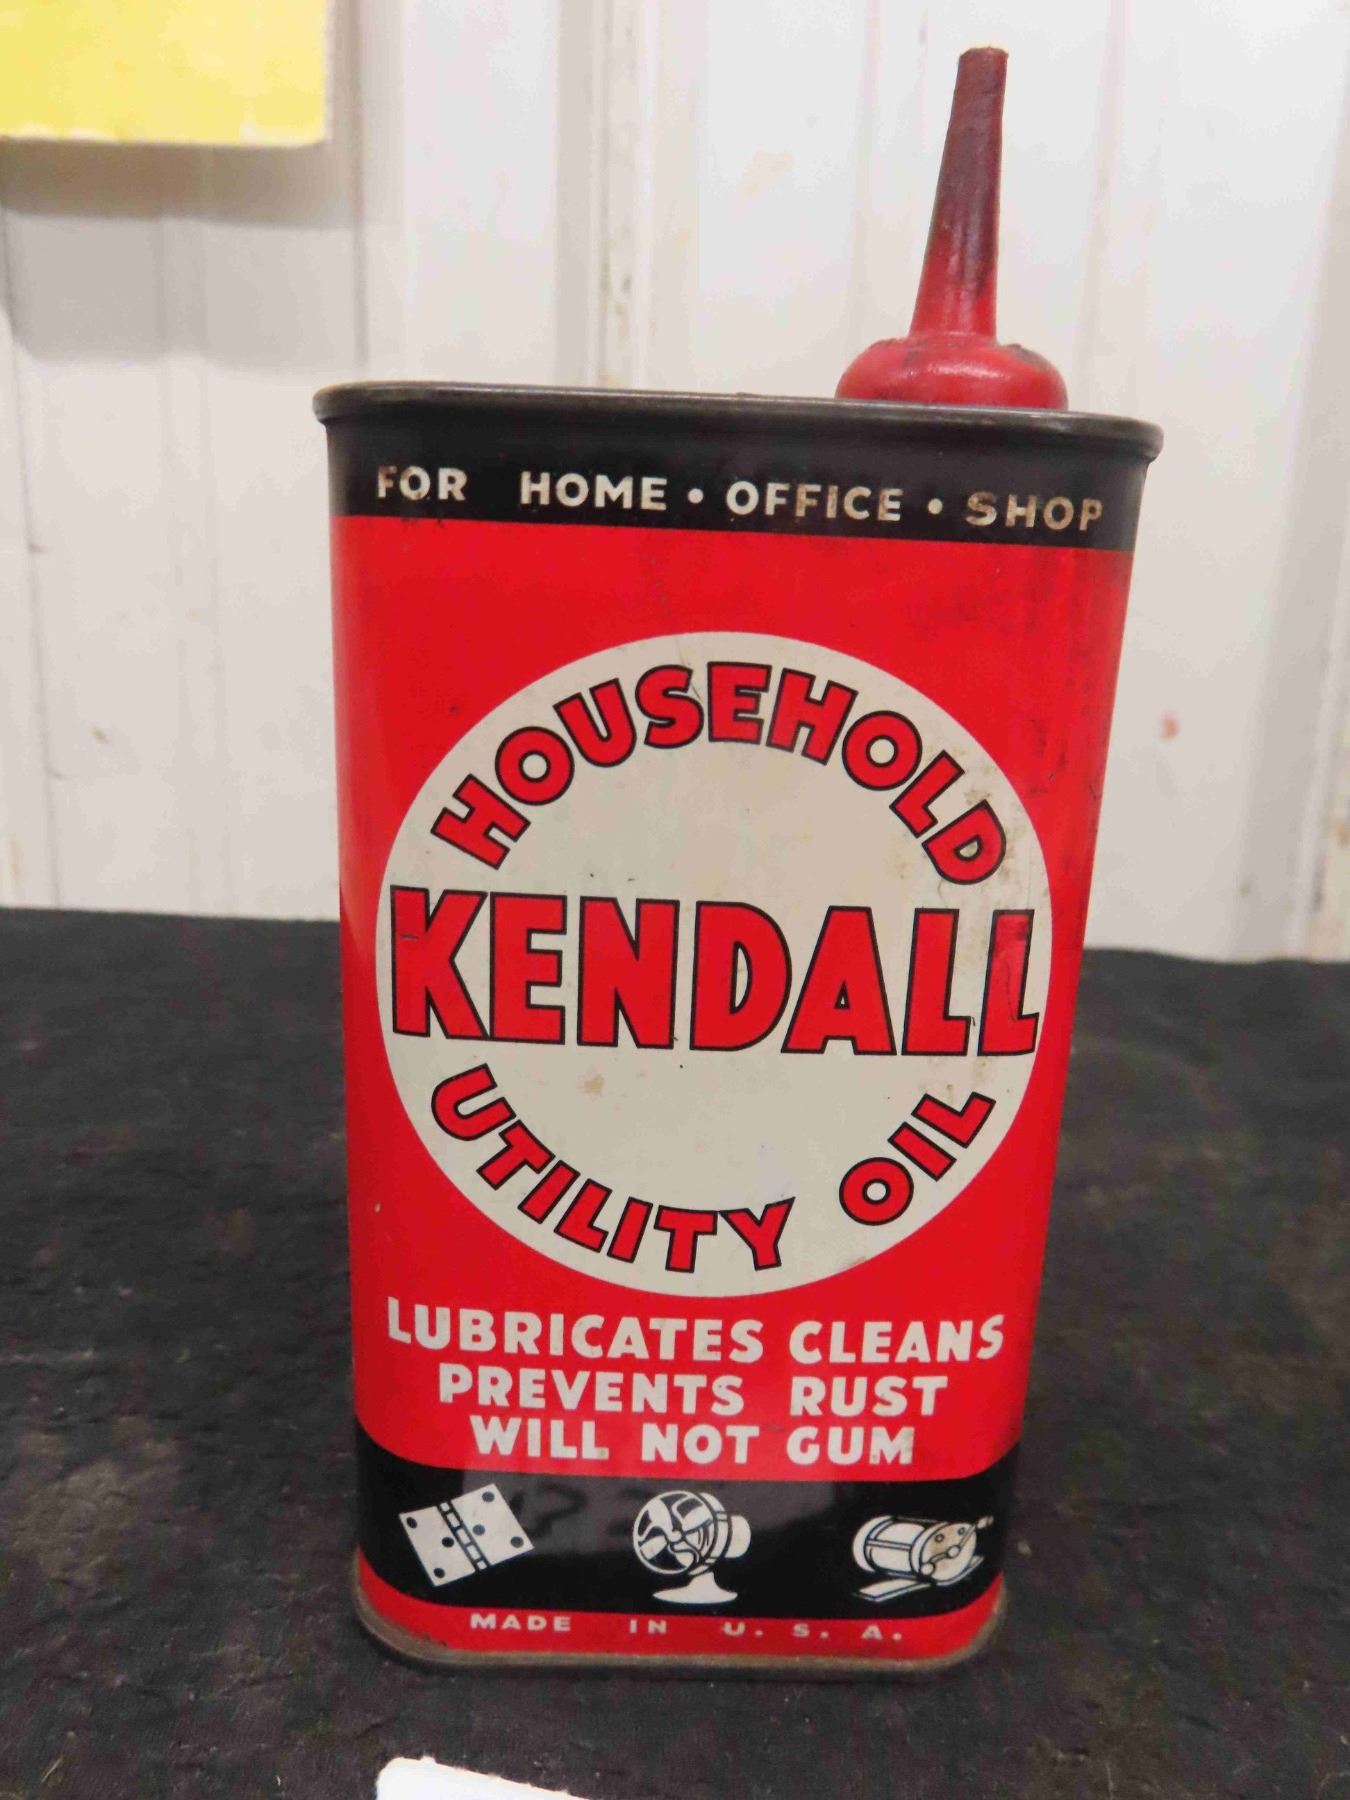 FOR HOME • OFFICE • SHOP
HOUSEHOLD
KENDALL
UTILITY OIL
LUBRICATES CLEANS
PREVENTS RUST
WILL NOT GUM
MADE IN U. S. A.